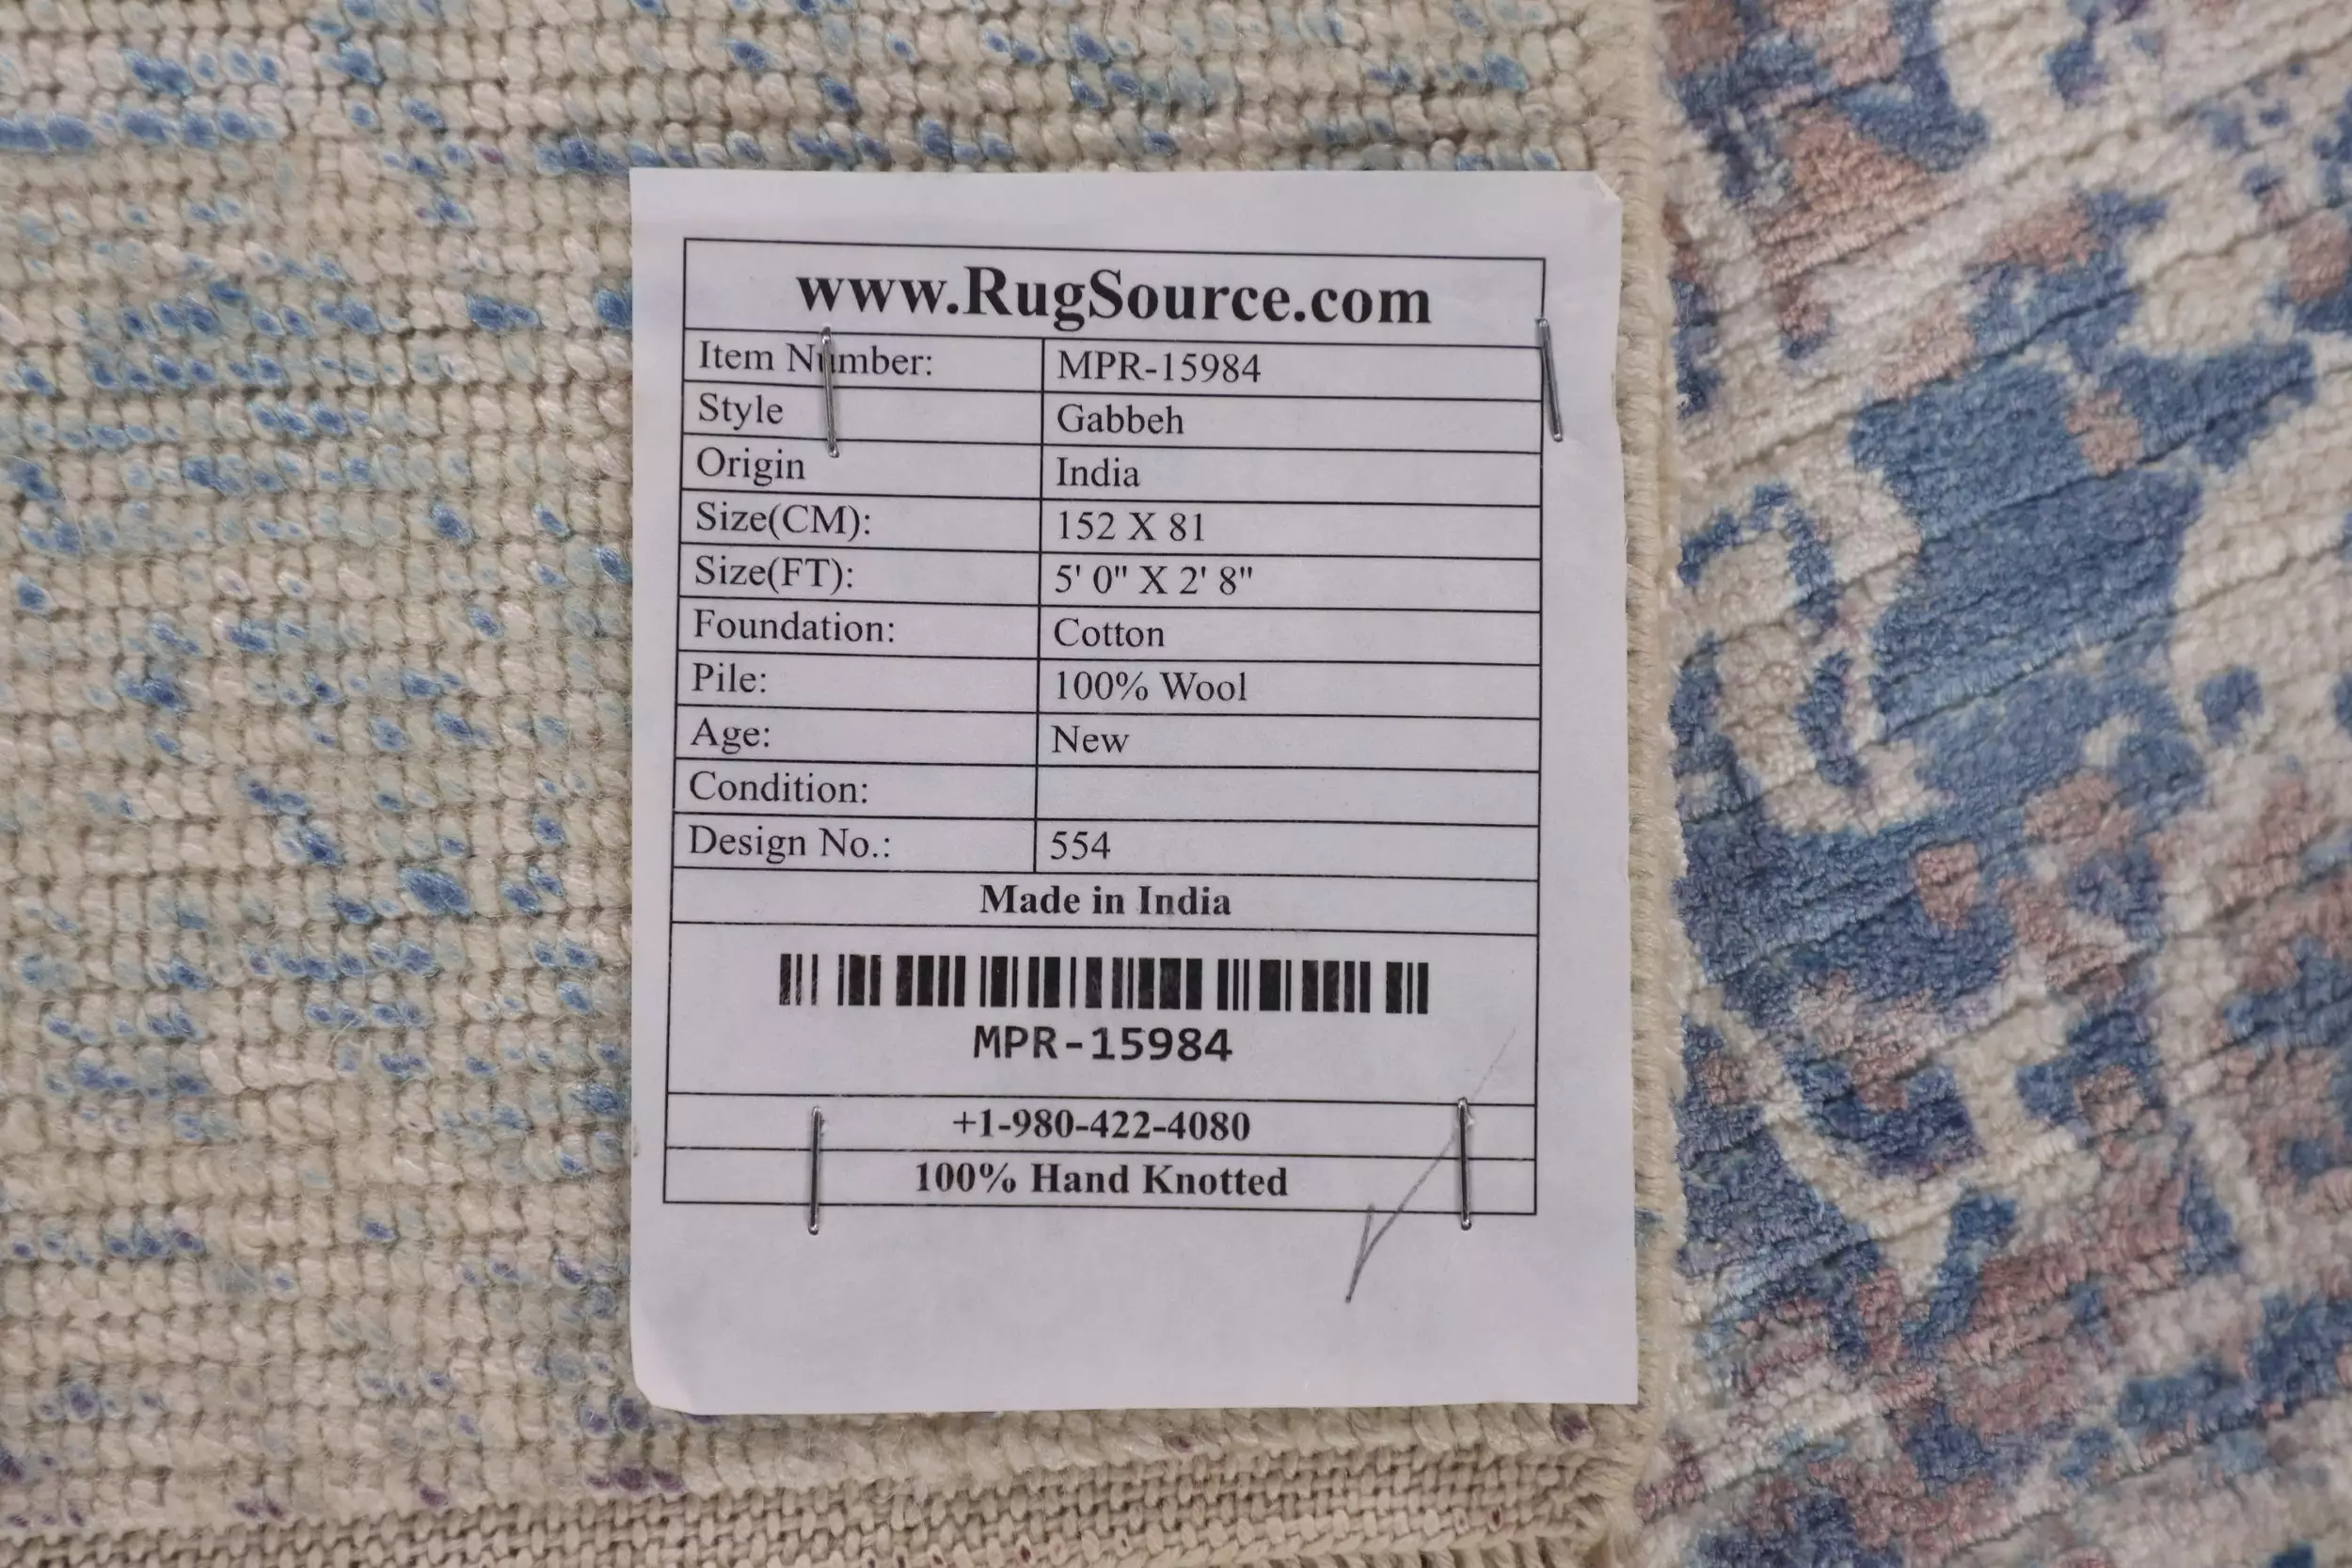 www.RugSource.com
Item Number: MPR-15984
Style Gabbeh
Origin India
Size(CM): 152 X 81
Size(FT): 5' 0" X 2' 8"
Foundation: Cotton
Pile: 100% Wool
Age: New
Condition:
Design No.: 554
Made in India
MPR-15984
+1-980-422-4080
100% Hand Knotted